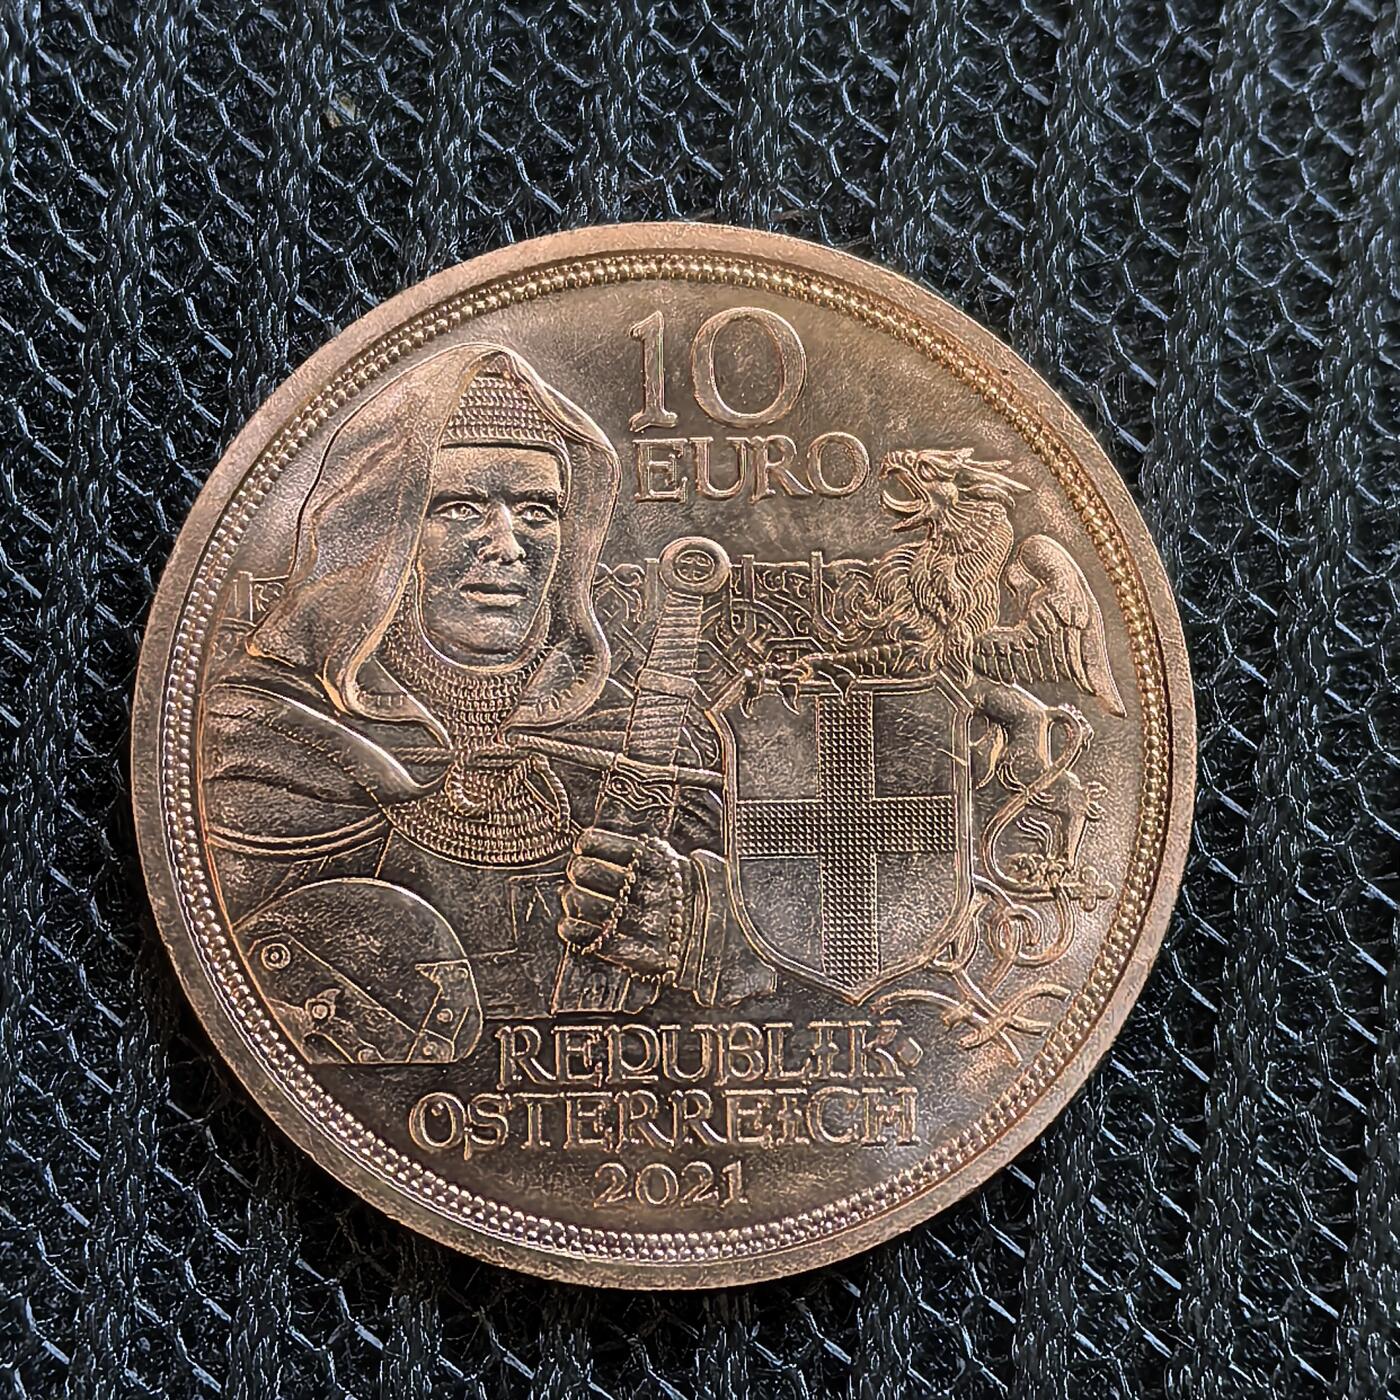 10
EURO
REPUBLIK
ÖSTERREICH
2021